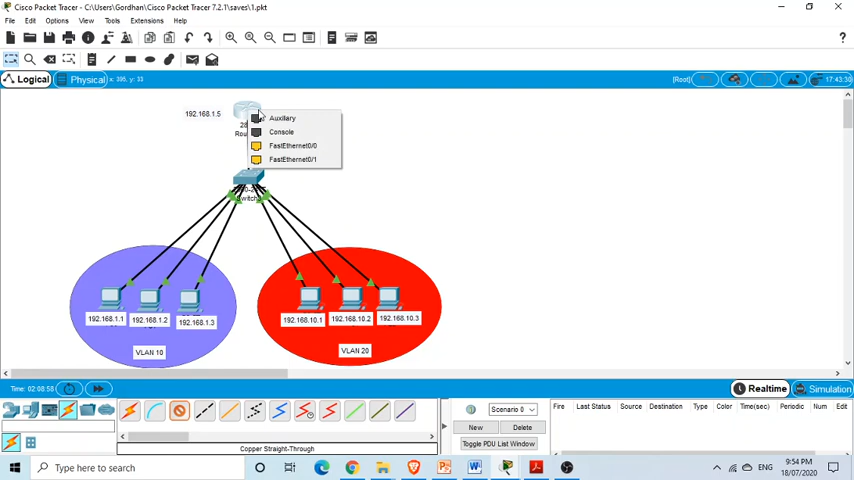 Cisco Packet Tracer - C:\Users\Gordhan\Cisco Packet Tracer 7.2.1\saves\1.pkt
File Edit Options View Tools Extensions Help
Logical Physical x: 395, y: 33 [Root] 17:43:30
192.168.1.5
Auxiliary
Console
FastEthernet0/0
FastEthernet0/1
192.168.1.1 192.168.1.2 192.168.1.3 192.168.10.1 192.168.10.2 192.168.10.3
VLAN 10 VLAN 20
Time: 02:08:58 Realtime Simulation
Scenario 0 Fire Last Status Source Destination Type Color Time(sec) Periodic Num Edit
New Delete
Toggle PDU List Window
Copper Straight-Through
Type here to search ENG 9:54 PM
18/07/2020